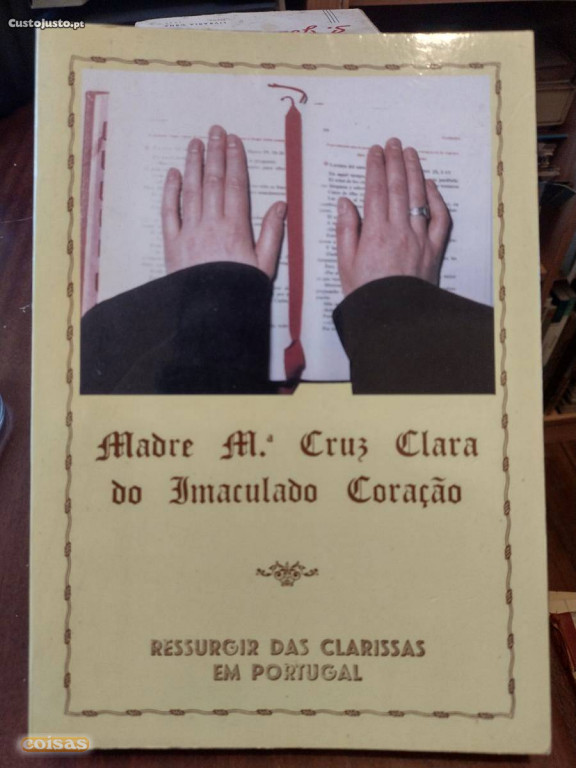 Custojusto.pt
Madre M.ª Cruz Clara
do Imaculado Coração
RESSURGIR DAS CLARISSAS
EM PORTUGAL
coisas